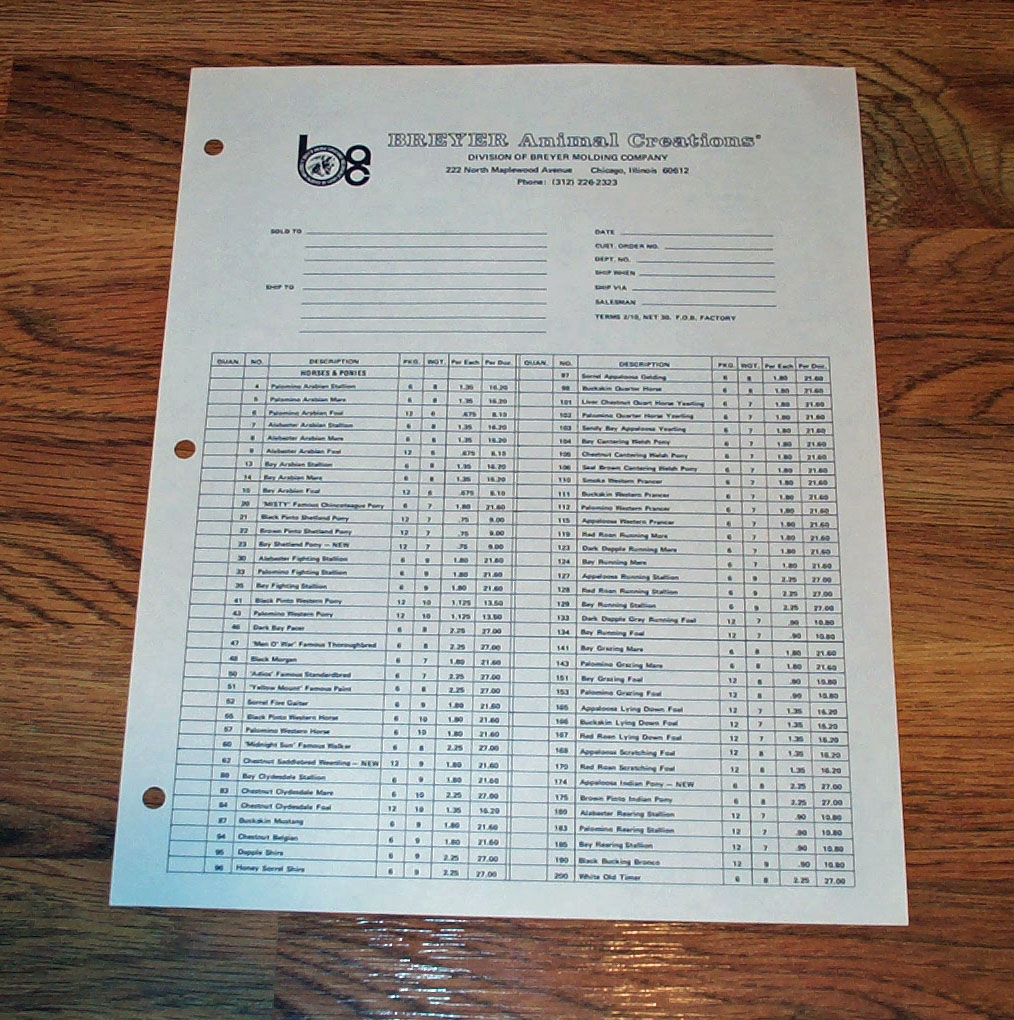 bac
BREYER Animal Creations®
DIVISION OF BREYER MOLDING COMPANY
222 North Maplewood Avenue Chicago, Illinois 60612
Phone: (312) 226-2323
SOLD TO
SHIP TO
DATE
CUST. ORDER NO.
DEPT. NO.
SHIP WHEN
SHIP VIA
SALESMAN
TERMS 2/10, NET 30. F.O.B. FACTORY
QUAN. NO. DESCRIPTION PKG. WGT. Per Each Per Doz.
HORSES & PONIES
4 Palomino Arabian Stallion 6 8 1.35 16.20
5 Palomino Arabian Mare 6 8 1.35 16.20
6 Palomino Arabian Foal 12 6 .675 8.10
7 Alabaster Arabian Stallion 6 8 1.35 16.20
8 Alabaster Arabian Mare 6 8 1.35 16.20
9 Alabaster Arabian Foal 12 6 .675 8.10
13 Bay Arabian Stallion 6 8 1.35 16.20
14 Bay Arabian Mare 6 8 1.35 16.20
15 Bay Arabian Foal 12 6 .675 8.10
20 "MISTY" Famous Chincoteague Pony 6 7 1.80 21.60
21 Black Pinto Shetland Pony 12 7 .75 9.00
22 Brown Pinto Shetland Pony 12 7 .75 9.00
23 Bay Shetland Pony — NEW 12 7 .75 9.00
30 Alabaster Fighting Stallion 6 9 1.80 21.60
33 Palomino Fighting Stallion 6 9 1.80 21.60
35 Bay Fighting Stallion 6 9 1.80 21.60
41 Black Pinto Western Pony 12 10 1.125 13.50
43 Palomino Western Pony 12 10 1.125 13.50
46 Dark Bay Pacer 6 8 2.25 27.00
47 "Man O' War" Famous Thoroughbred 6 8 2.25 27.00
48 Black Morgan 6 7 1.80 21.60
50 "Adios" Famous Standardbred 6 7 2.25 27.00
51 "Yellow Mount" Famous Paint 6 8 2.25 27.00
52 Sorrel Five Gaiter 6 9 1.80 21.60
55 Black Pinto Western Horse 6 10 1.80 21.60
57 Palomino Western Horse 6 10 1.80 21.60
60 "Midnight Sun" Famous Walker 6 8 2.25 27.00
62 Chestnut Saddlebred Weanling — NEW 12 9 1.80 21.60
80 Bay Clydesdale Stallion 6 9 1.80 21.60
83 Chestnut Clydesdale Mare 6 10 2.25 27.00
84 Chestnut Clydesdale Foal 12 10 1.35 16.20
87 Buckskin Mustang 6 9 1.80 21.60
94 Chestnut Belgian 6 9 1.80 21.60
95 Dapple Shire 6 9 2.25 27.00
96 Honey Sorrel Shire 6 9 2.25 27.00
QUAN. NO. DESCRIPTION PKG. WGT. Per Each Per Doz.
97 Sorrel Appaloosa Gelding 6 8 1.80 21.60
98 Buckskin Quarter Horse 6 8 1.80 21.60
101 Liver Chestnut Quart Horse Yearling 6 7 1.80 21.60
102 Palomino Quarter Horse Yearling 6 7 1.80 21.60
103 Sandy Bay Appaloosa Yearling 6 7 1.80 21.60
104 Bay Cantering Welsh Pony 6 7 1.80 21.60
105 Chestnut Cantering Welsh Pony 6 7 1.80 21.60
106 Seal Brown Cantering Welsh Pony 6 7 1.80 21.60
110 Smoke Western Prancer 6 7 1.80 21.60
111 Buckskin Western Prancer 6 7 1.80 21.60
112 Palomino Western Prancer 6 7 1.80 21.60
115 Appaloosa Western Prancer 6 7 1.80 21.60
119 Red Roan Running Mare 6 7 1.80 21.60
123 Dark Dapple Running Mare 6 7 1.80 21.60
124 Bay Running Mare 6 7 1.80 21.60
127 Appaloosa Running Stallion 6 9 2.25 27.00
128 Red Roan Running Stallion 6 9 2.25 27.00
129 Bay Running Stallion 6 9 2.25 27.00
133 Dark Dapple Gray Running Foal 12 7 .90 10.80
134 Bay Running Foal 12 7 .90 10.80
141 Bay Grazing Mare 6 8 1.80 21.60
143 Palomino Grazing Mare 6 8 1.80 21.60
151 Bay Grazing Foal 12 8 .90 10.80
153 Palomino Grazing Foal 12 8 .90 10.80
165 Appaloosa Lying Down Foal 12 7 1.35 16.20
166 Buckskin Lying Down Foal 12 7 1.35 16.20
167 Red Roan Lying Down Foal 12 7 1.35 16.20
168 Appaloosa Scratching Foal 12 8 1.35 16.20
170 Red Roan Scratching Foal 12 8 1.35 16.20
174 Appaloosa Indian Pony — NEW 6 8 2.25 27.00
175 Brown Pinto Indian Pony 6 8 2.25 27.00
180 Alabaster Rearing Stallion 12 7 .90 10.80
183 Palomino Rearing Stallion 12 7 .90 10.80
185 Bay Rearing Stallion 12 7 .90 10.80
190 Black Bucking Bronco 12 9 .90 10.80
200 White Old Timer 6 8 2.25 27.00